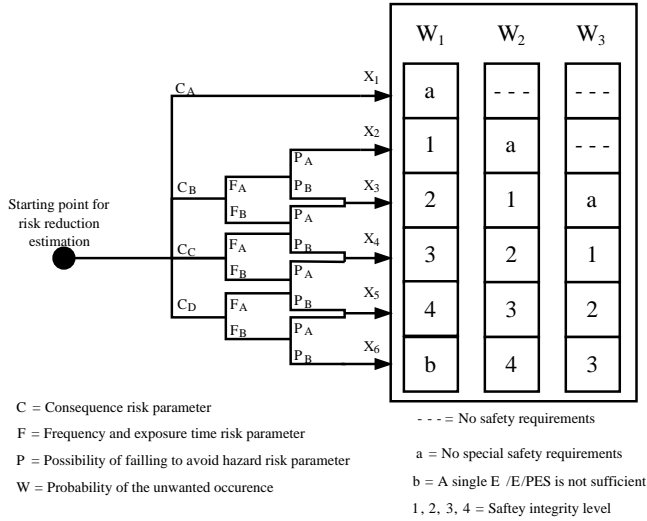 W1 W2 W3
X1
CA
a - - - - - -
X2
PA
1 a - - -
CB FA PB X3
2 1 a
FB PA
Starting point for
risk reduction
estimation
CC FA PB X4
3 2 1
FB PA
CD FA PB X5
4 3 2
FB PA
PB X6
b 4 3
C = Consequence risk parameter
F = Frequency and exposure time risk parameter
P = Possibility of failling to avoid hazard risk parameter
W = Probability of the unwanted occurence
- - - = No safety requirements
a = No special safety requirements
b = A single E /E/PES is not sufficient
1, 2, 3, 4 = Saftey integrity level